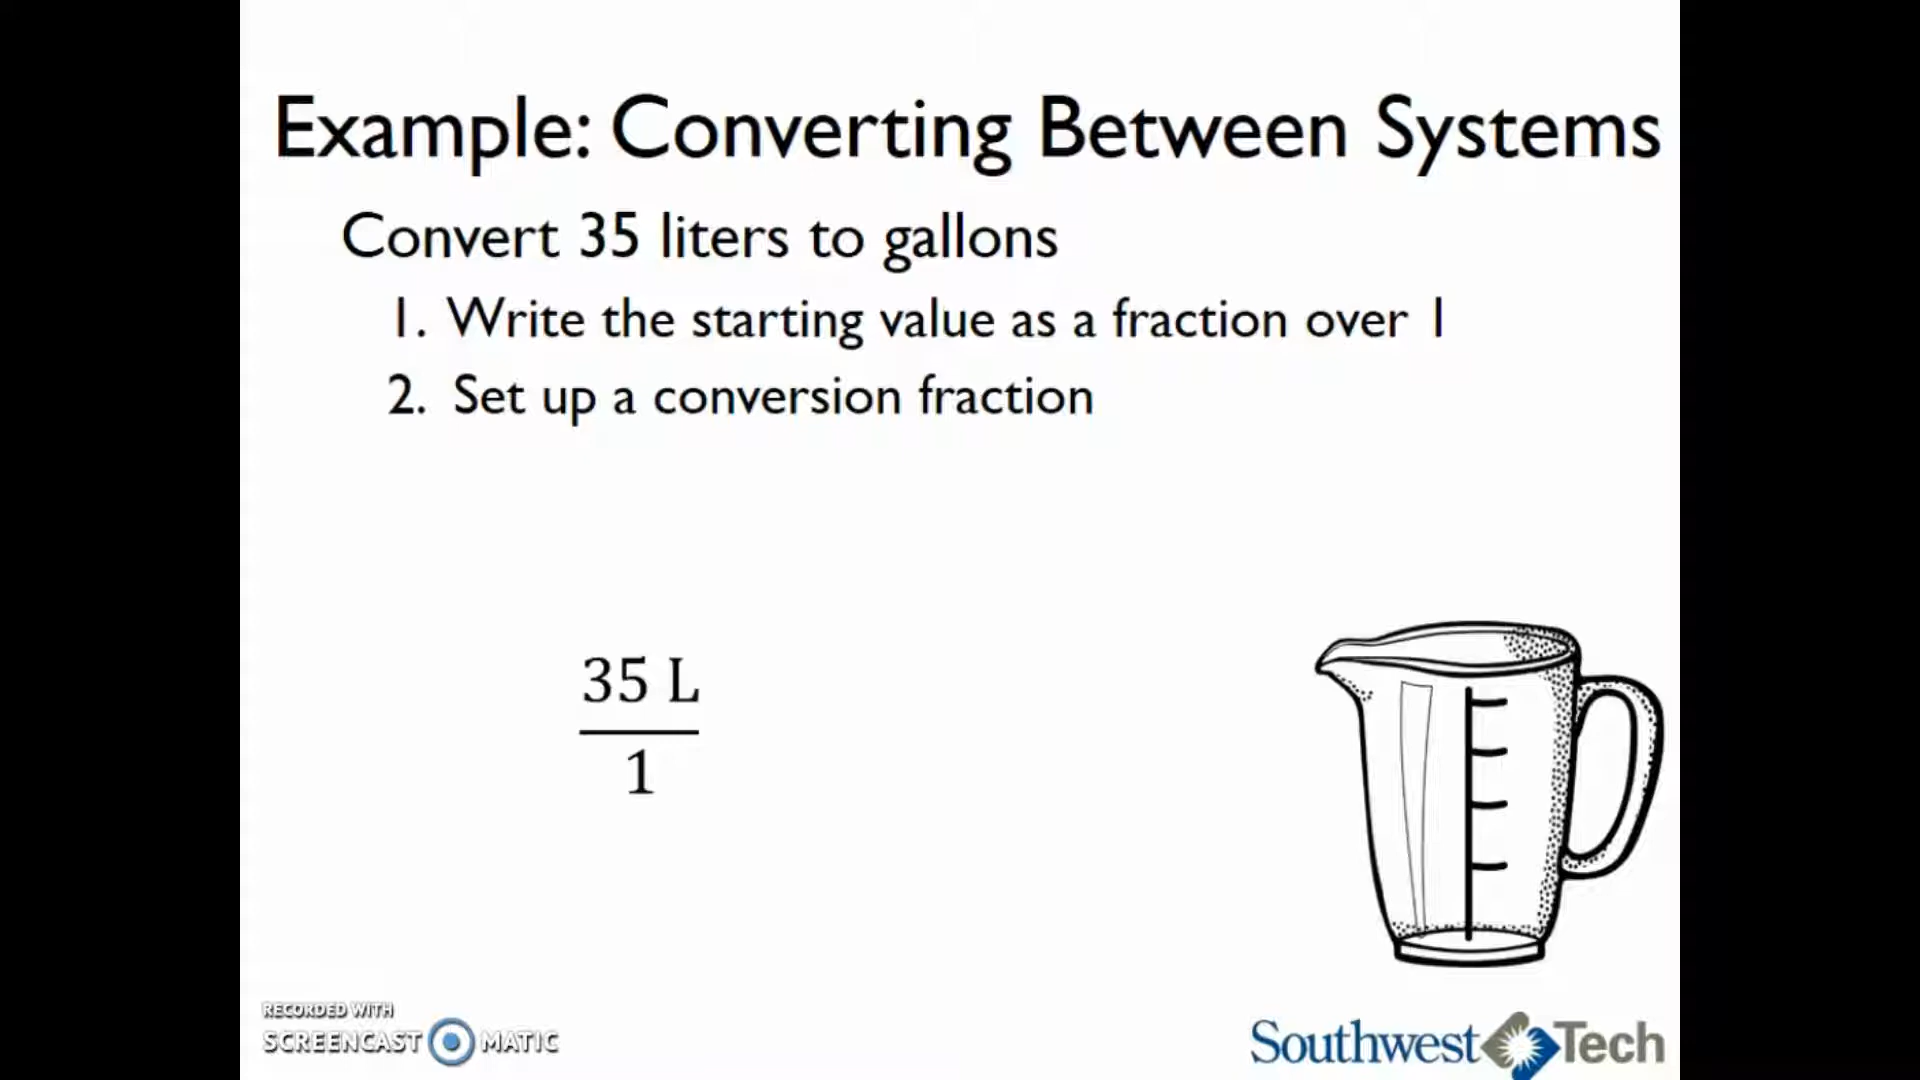 Example: Converting Between Systems
Convert 35 liters to gallons
1. Write the starting value as a fraction over 1
2. Set up a conversion fraction
35 L
1
RECORDED WITH
SCREENCAST MATIC
Southwest Tech